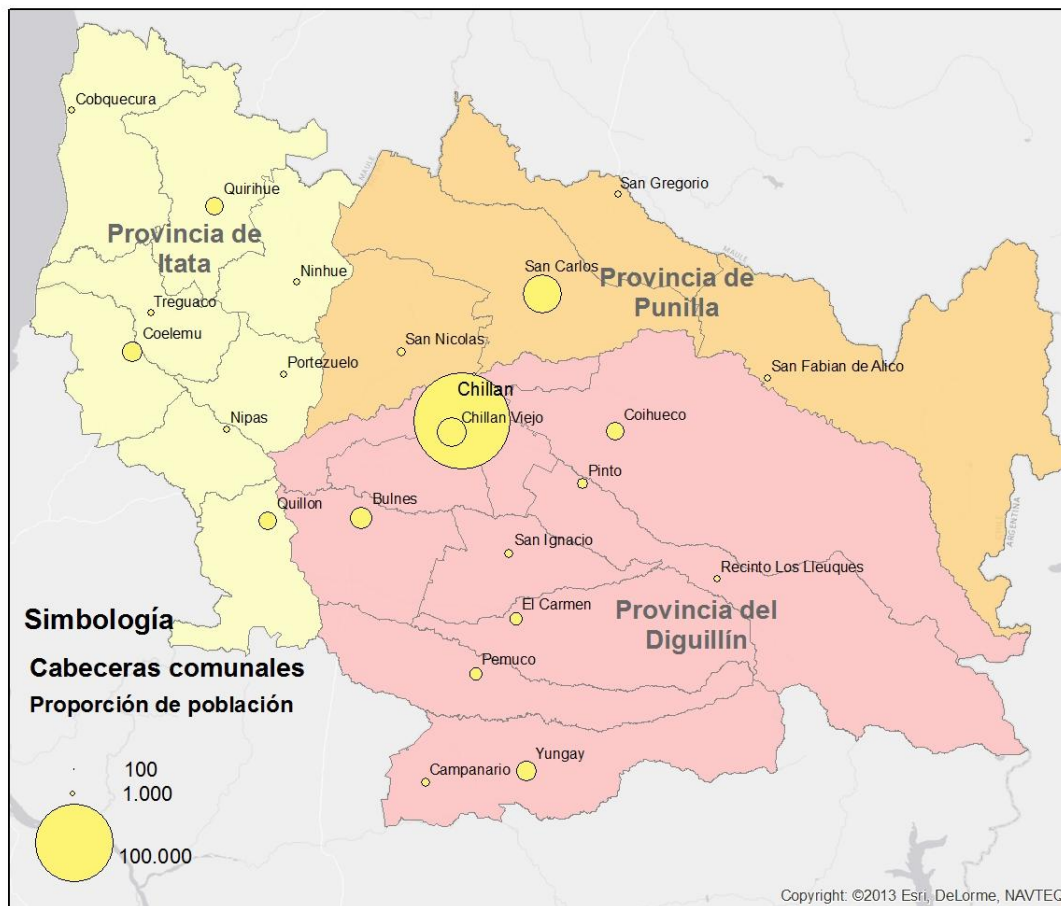 Cobquecura
Quirihue
Provincia de
Itata
Ninhue
Treguaco
Coelemu
Portezuelo
Nipas
Quillon
MAULE
San Gregorio
San Carlos
Provincia de
Punilla
MAULE
San Nicolas
San Fabian de Alico
Chillan
Chillan Viejo
Coihueco
Pinto
Bulnes
San Ignacio
Recinto Los Lleuques
El Carmen
Provincia del
Diguillín
Pemuco
Yungay
Campanario
ARGENTINA
Simbología
Cabeceras comunales
Proporción de población
100
1.000
100.000
Copyright: ©2013 Esri, DeLorme, NAVTEQ